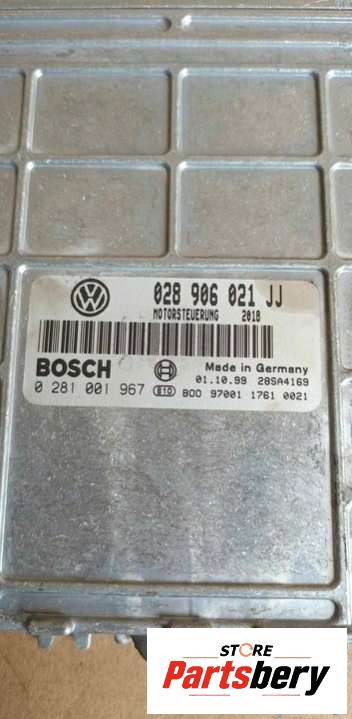 028 906 021 JJ
MOTORSTEUERUNG 2018
BOSCH
Made in Germany
01.10.99 28SA4169
0 281 001 967 B00 97001 1761 0021
STORE
Partsbery